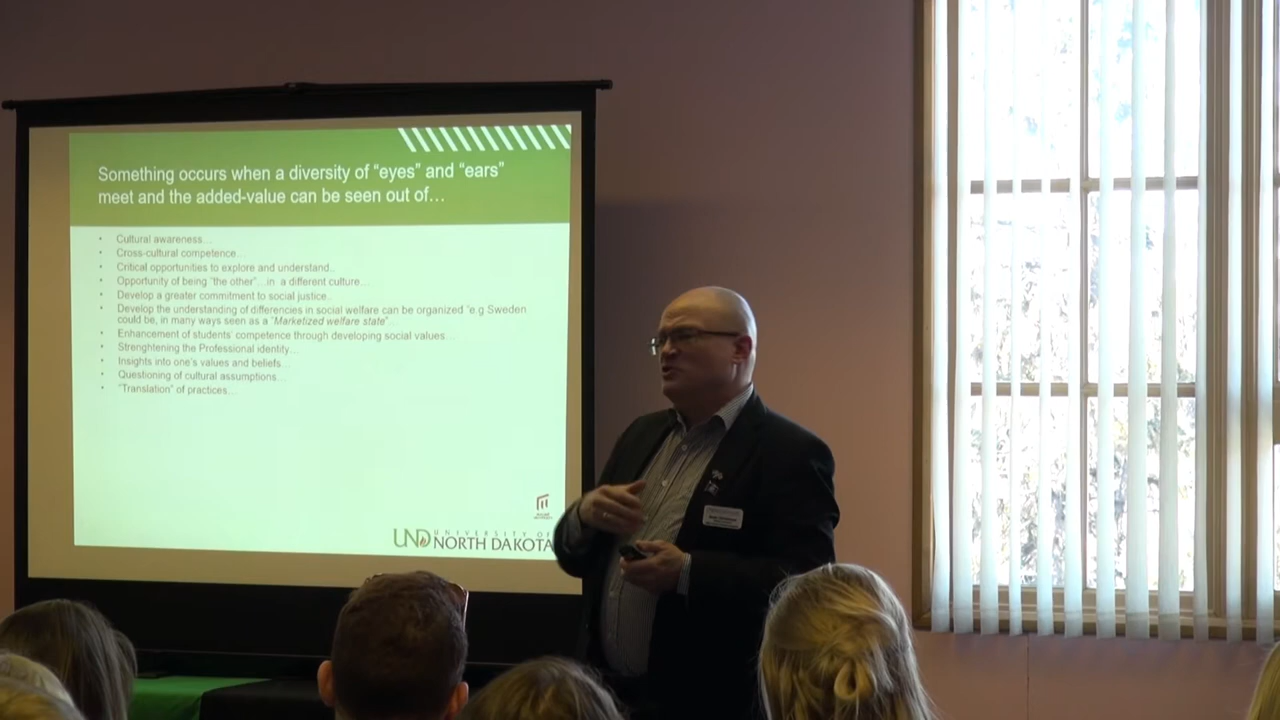 Something occurs when a diversity of “eyes” and “ears”
meet and the added-value can be seen out of…
• Cultural awareness…
• Cross-cultural competence…
• Critical opportunities to explore and understand..
• Opportunity of being ”the other”…in a different culture…
• Develop a greater commitment to social justice..
• Develop the understanding of differencies in social welfare can be organized ”e.g Sweden
could be, in many ways seen as a ”Marketized welfare state”…
• Enhancement of students’ competence through developing social values…
• Strenghtening the Professional identity…
• Insights into one’s values and beliefs…
• Questioning of cultural assumptions…
• ”Translation” of practices…
UND UNIVERSITY OF
NORTH DAKOTA